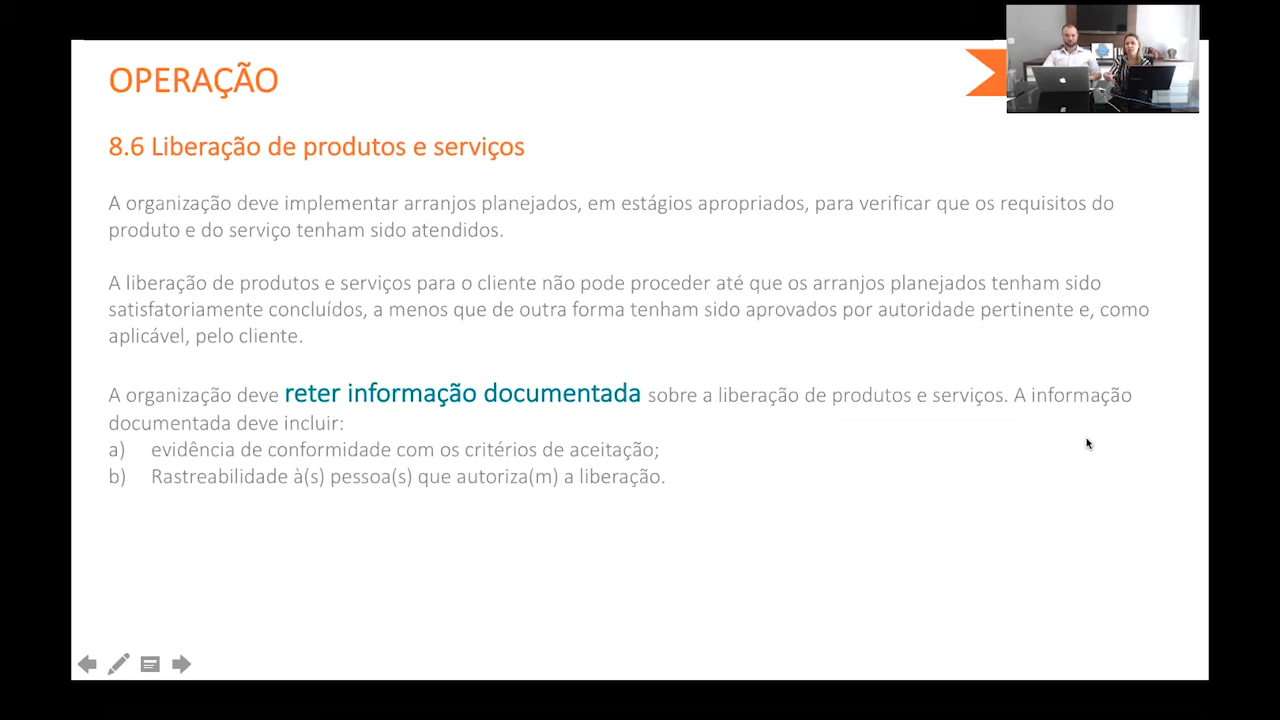 OPERAÇÃO
8.6 Liberação de produtos e serviços
A organização deve implementar arranjos planejados, em estágios apropriados, para verificar que os requisitos do
produto e do serviço tenham sido atendidos.
A liberação de produtos e serviços para o cliente não pode proceder até que os arranjos planejados tenham sido
satisfatoriamente concluídos, a menos que de outra forma tenham sido aprovados por autoridade pertinente e, como
aplicável, pelo cliente.
A organização deve reter informação documentada sobre a liberação de produtos e serviços. A informação
documentada deve incluir:
a) evidência de conformidade com os critérios de aceitação;
b) Rastreabilidade à(s) pessoa(s) que autoriza(m) a liberação.